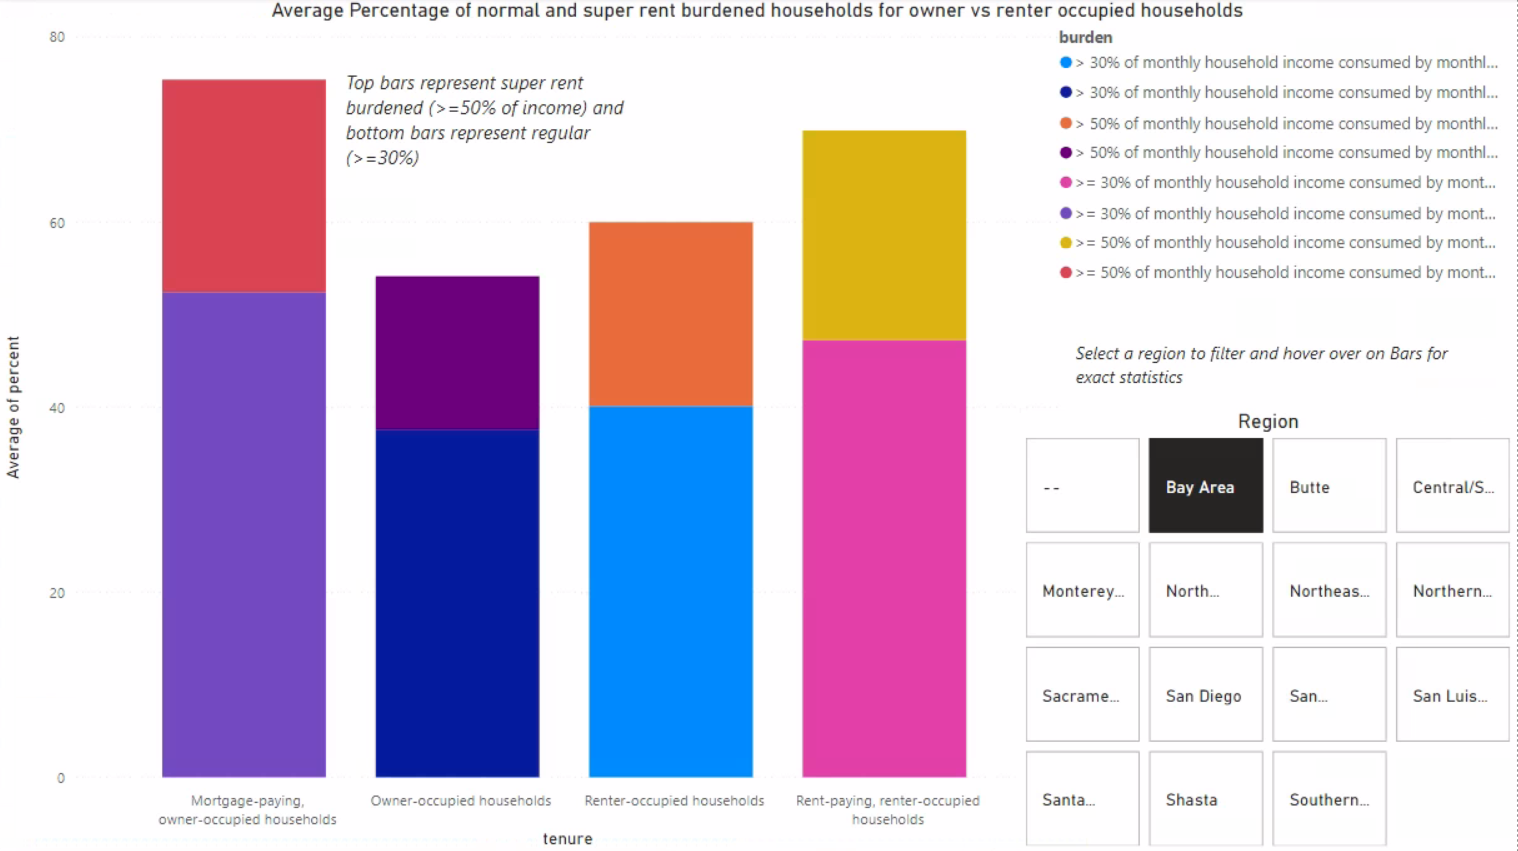 Average Percentage of normal and super rent burdened households for owner vs renter occupied households
80
60
40
20
0
Average of percent
Top bars represent super rent
burdened (>=50% of income) and
bottom bars represent regular
(>=30%)
Mortgage-paying,
owner-occupied households
Owner-occupied households
Renter-occupied households
Rent-paying, renter-occupied
households
tenure
burden
> 30% of monthly household income consumed by monthl...
> 30% of monthly household income consumed by monthl...
> 50% of monthly household income consumed by monthl...
> 50% of monthly household income consumed by monthl...
>= 30% of monthly household income consumed by mont...
>= 30% of monthly household income consumed by mont...
>= 50% of monthly household income consumed by mont...
>= 50% of monthly household income consumed by mont...
Select a region to filter and hover over on Bars for
exact statistics
Region
-- Bay Area Butte Central/S...
Monterey... North... Northeas... Northern...
Sacrame... San Diego San... San Luis...
Santa... Shasta Southern...